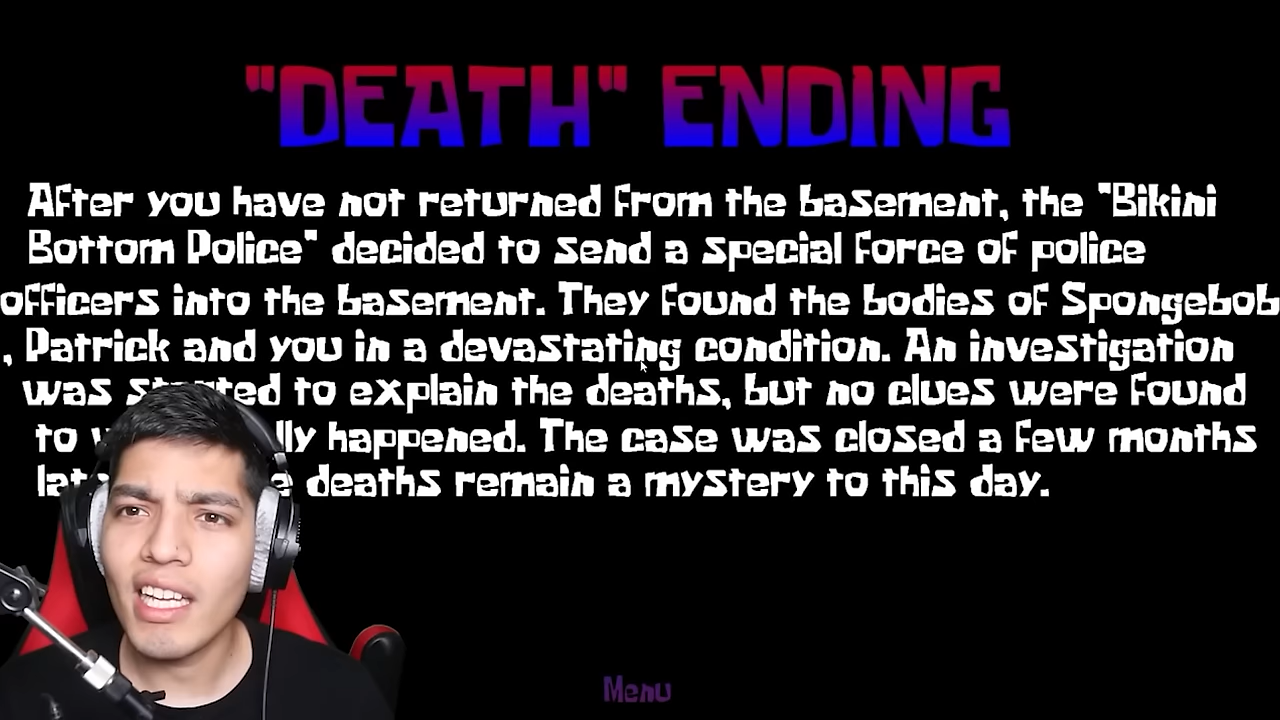 "DEATH" ENDING
After you have not returned from the basement, the "Bikini
Bottom Police" decided to send a special force of police
officers into the basement. They found the bodies of Spongebob
, Patrick and you in a devastating condition. An investigation
was started to explain the deaths, but no clues were found
to happened. The case was closed a few months
deaths remain a mystery to this day.
Menu